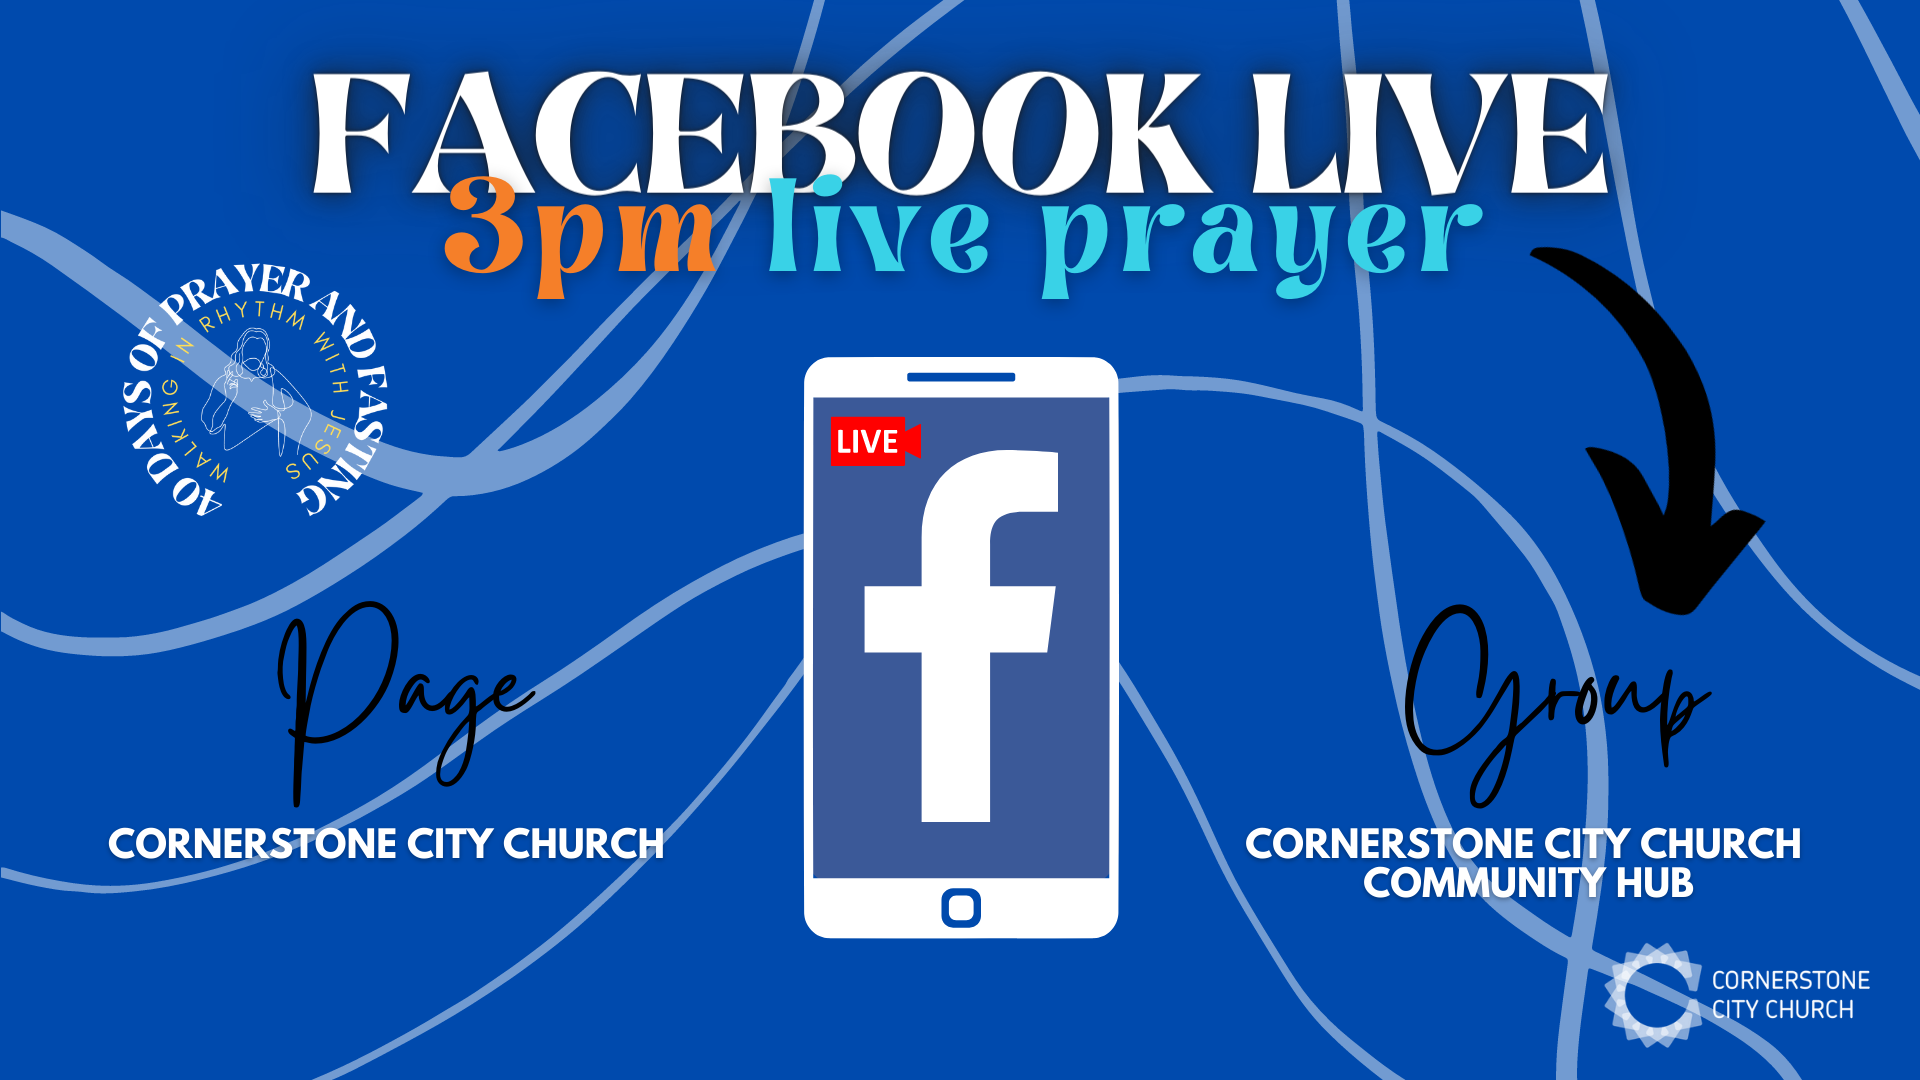 FACEBOOK LIVE
3pm live prayer
40 DAYS OF PRAYER AND FASTING
WALKING IN RHYTHM WITH JESUS
LIVE
Page
CORNERSTONE CITY CHURCH
Group
CORNERSTONE CITY CHURCH
COMMUNITY HUB
CORNERSTONE
CITY CHURCH